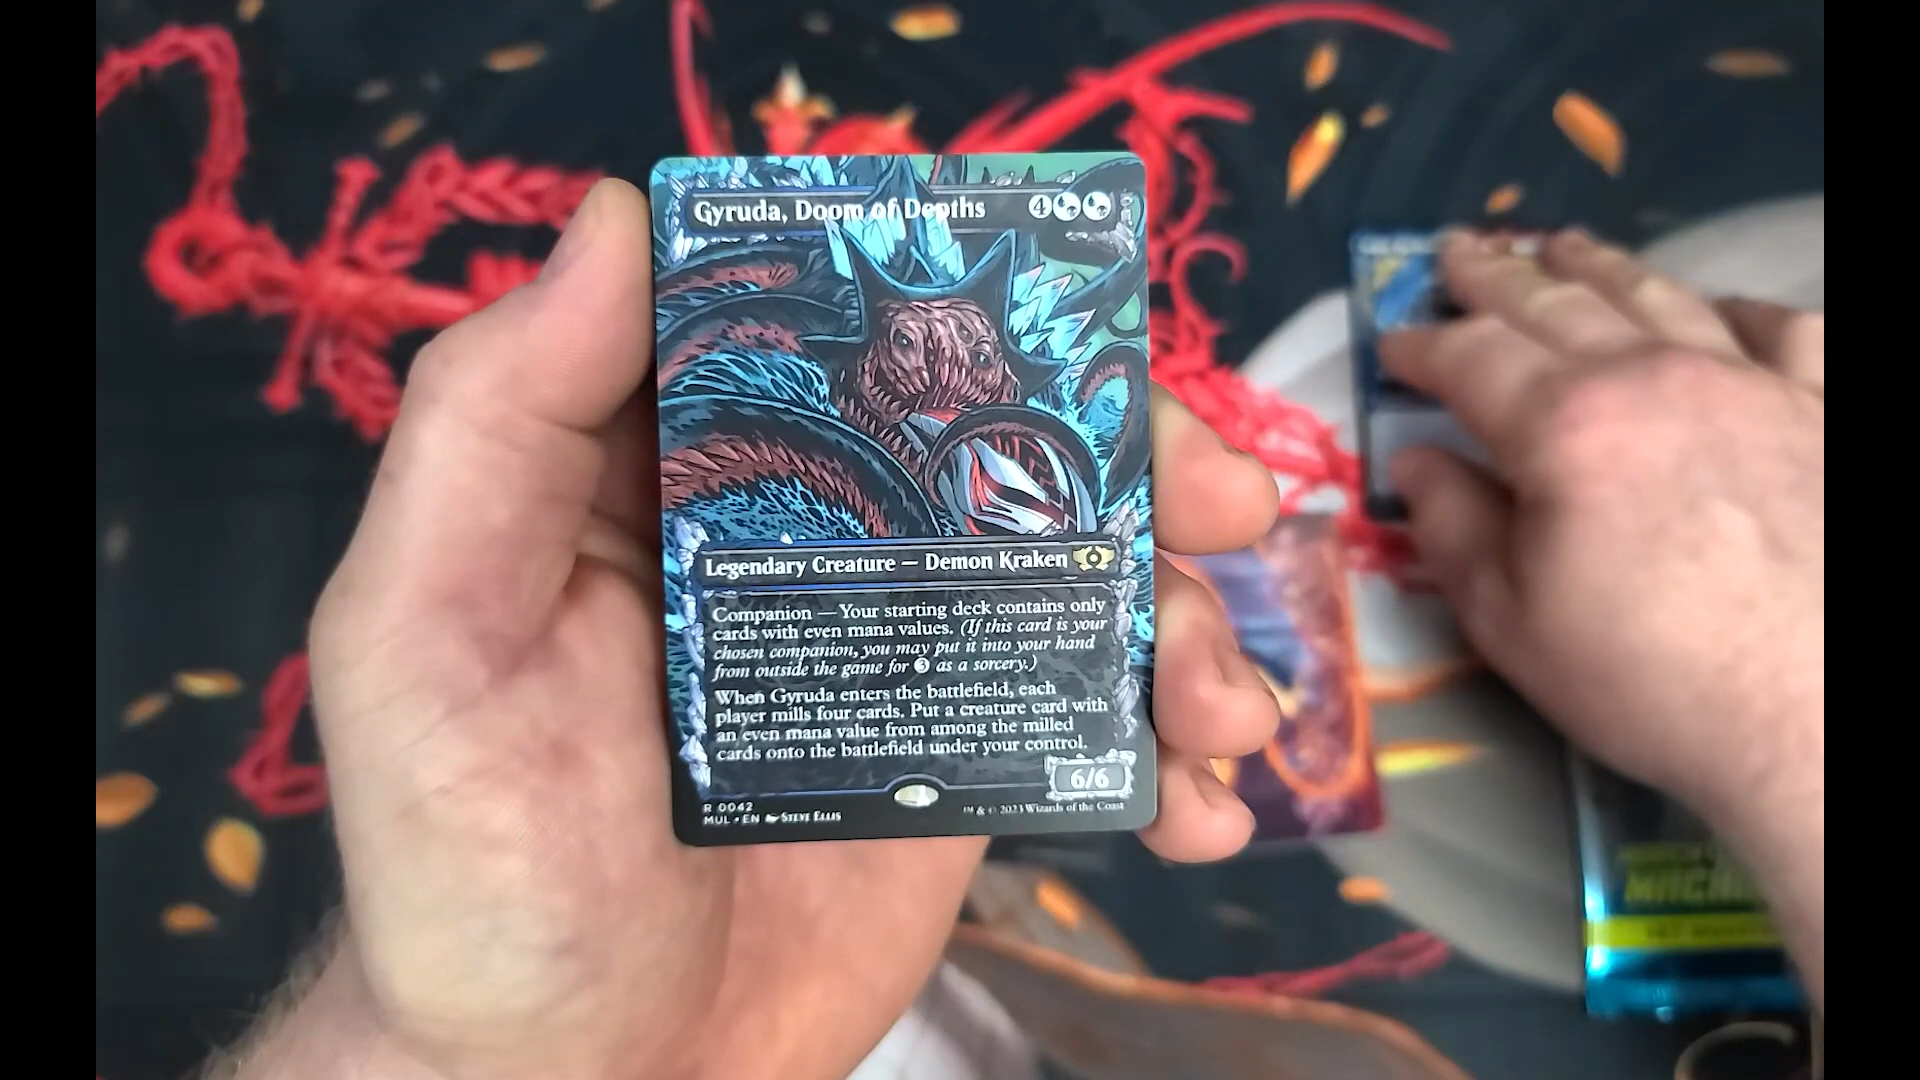 Gyruda, Doom of Depths 4
Legendary Creature — Demon Kraken
Companion — Your starting deck contains only
cards with even mana values. (If this card is your
chosen companion, you may put it into your hand
from outside the game for 3 as a sorcery.)
When Gyruda enters the battlefield, each
player mills four cards. Put a creature card with
an even mana value from among the milled
cards onto the battlefield under your control.
6/6
R 0042
MUL • EN Steve Ellis
™ & © 2023 Wizards of the Coast